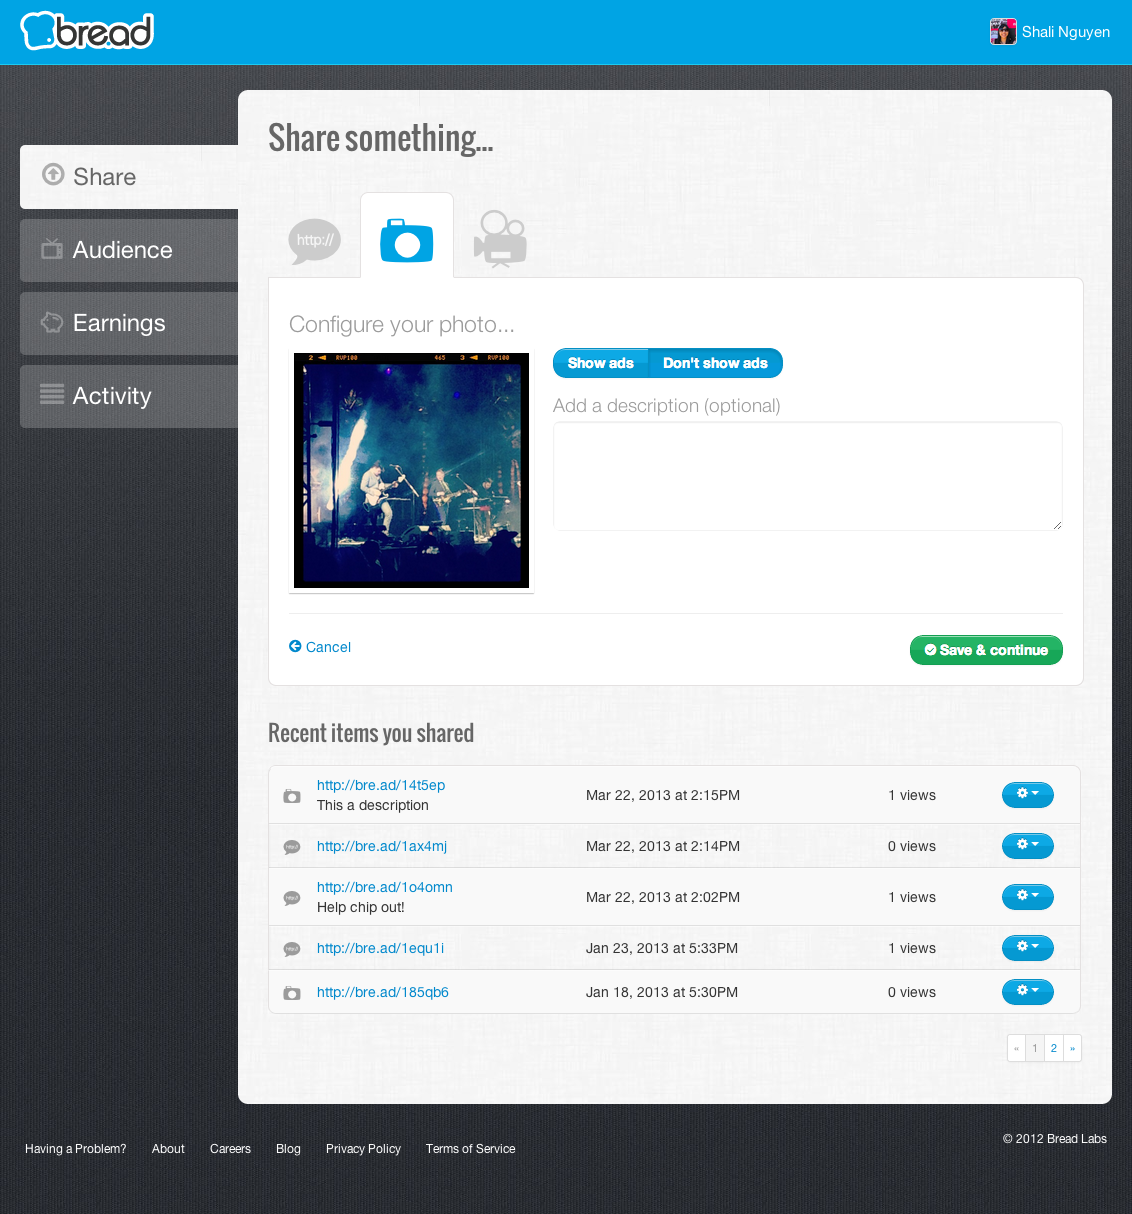 bre.ad
Shali Nguyen
Share something...
Share
Audience
Earnings
Activity
http://
Configure your photo...
2 ◄ RVP100 465 3 ◄ RVP100
Show ads Don't show ads
Add a description (optional)
Cancel
Save & continue
Recent items you shared
http://bre.ad/14t5ep
This a description
Mar 22, 2013 at 2:15PM 1 views
http://bre.ad/1ax4mj Mar 22, 2013 at 2:14PM 0 views
http://bre.ad/1o4omn
Help chip out!
Mar 22, 2013 at 2:02PM 1 views
http://bre.ad/1equ1i Jan 23, 2013 at 5:33PM 1 views
http://bre.ad/185qb6 Jan 18, 2013 at 5:30PM 0 views
« 1 2 »
Having a Problem? About Careers Blog Privacy Policy Terms of Service
© 2012 Bread Labs